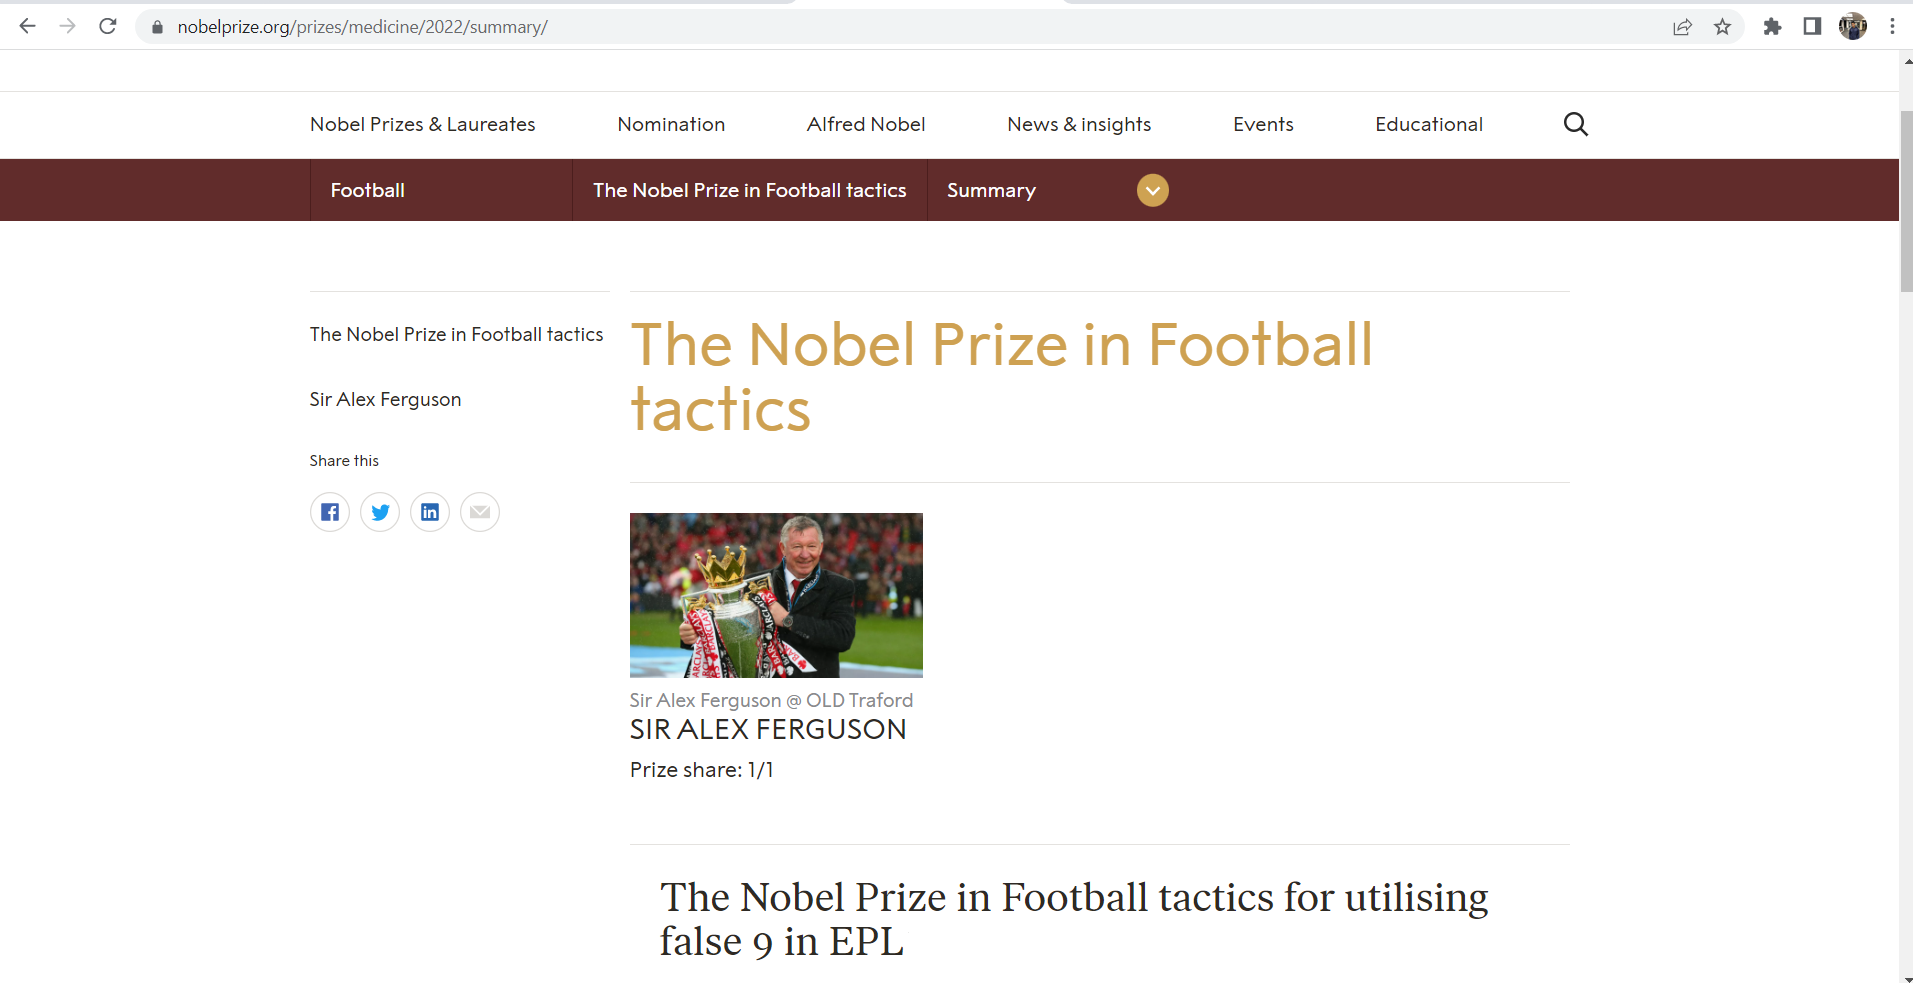 nobelprize.org/prizes/medicine/2022/summary/
Nobel Prizes & Laureates
Nomination
Alfred Nobel
News & insights
Events
Educational
Football
The Nobel Prize in Football tactics
Summary
The Nobel Prize in Football tactics
Sir Alex Ferguson
Share this
The Nobel Prize in Football
tactics
BARCLAYS
BARCLAYS
BARCLAYS
Sir Alex Ferguson @ OLD Traford
SIR ALEX FERGUSON
Prize share: 1/1
The Nobel Prize in Football tactics for utilising
false 9 in EPL